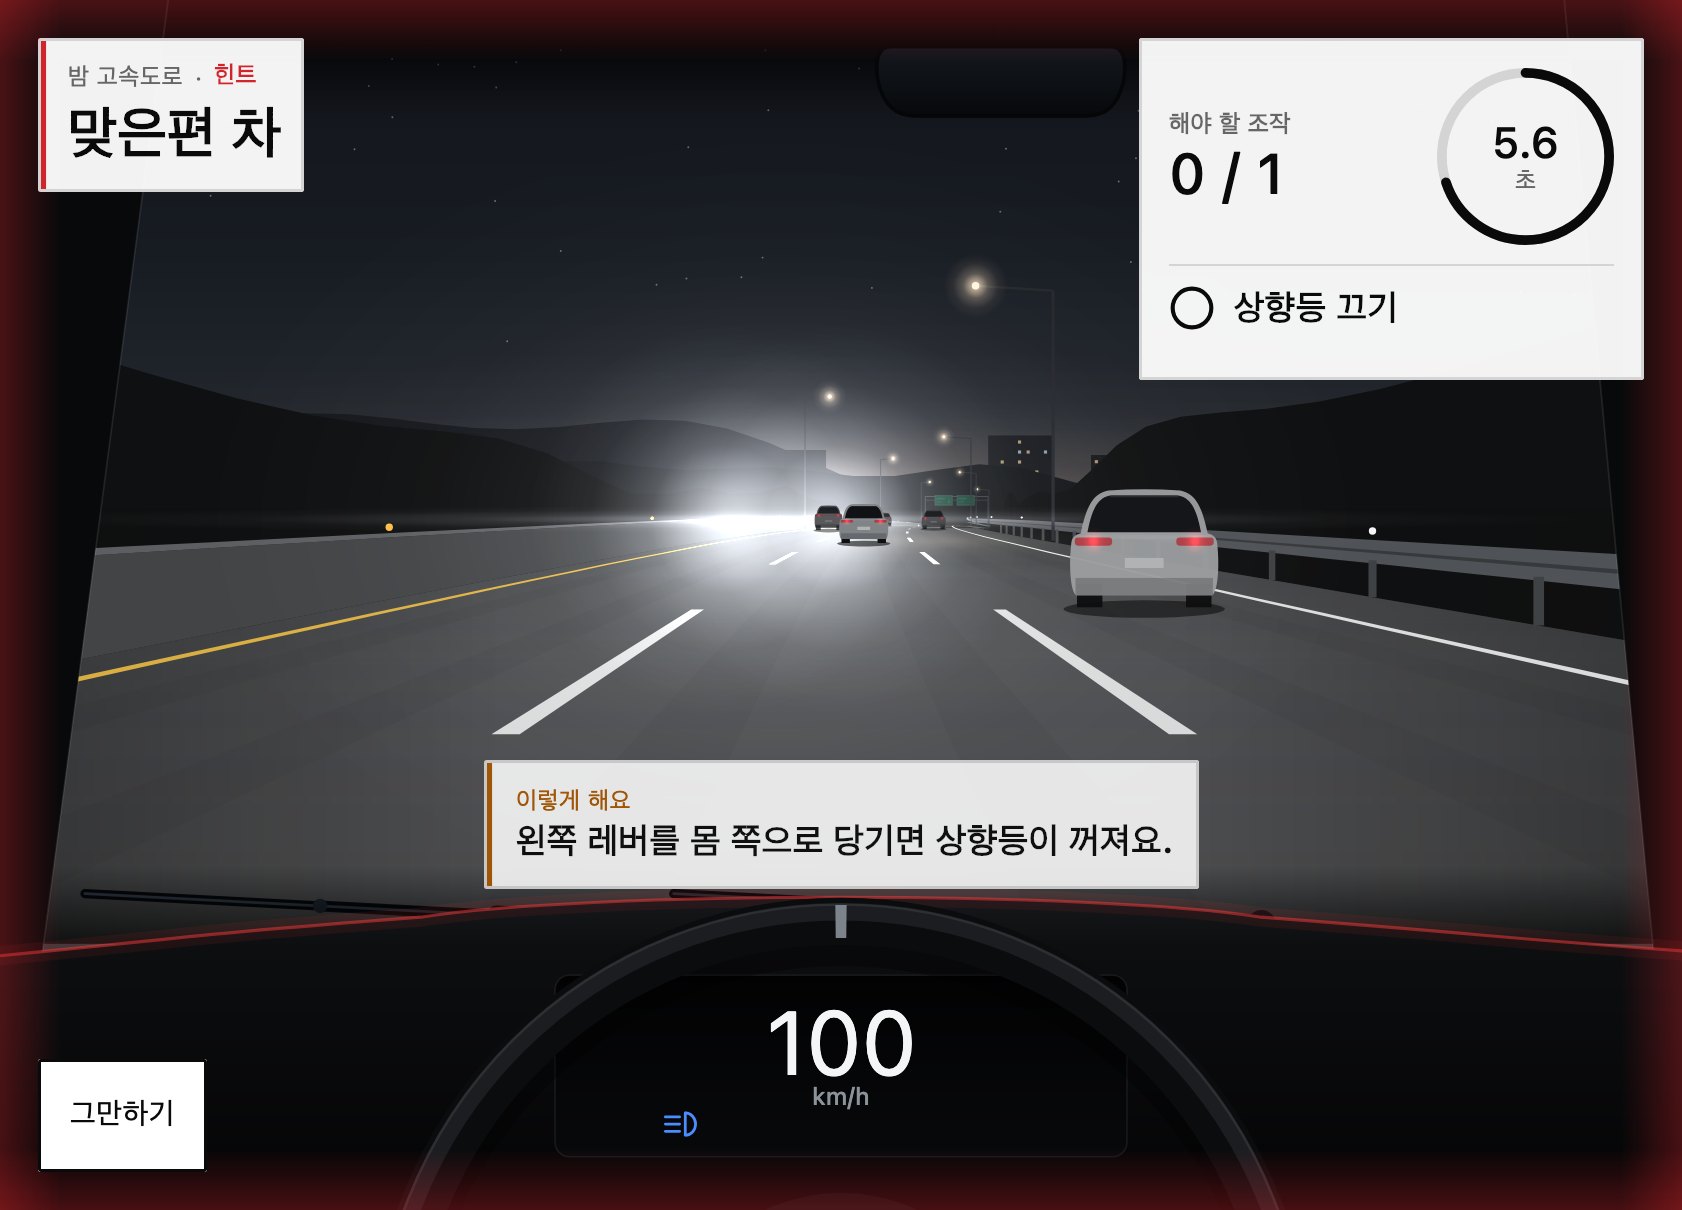 밤 고속도로 · 힌트
맞은편 차
해야 할 조작
0 / 1
5.6
초
상향등 끄기
이렇게 해요
왼쪽 레버를 몸 쪽으로 당기면 상향등이 꺼져요.
100
km/h
그만하기